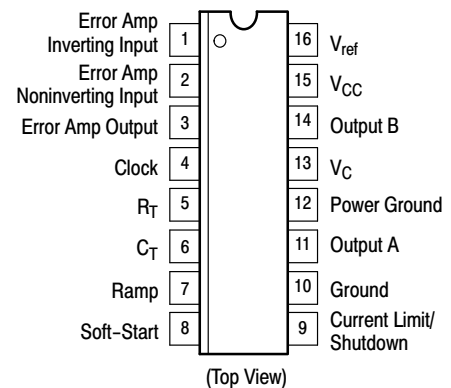 Error Amp
Inverting Input
1
Error Amp
Noninverting Input
2
Error Amp Output
3
Clock
4
RT
5
CT
6
Ramp
7
Soft-Start
8
16
Vref
15
VCC
14
Output B
13
VC
12
Power Ground
11
Output A
10
Ground
9
Current Limit/
Shutdown
(Top View)